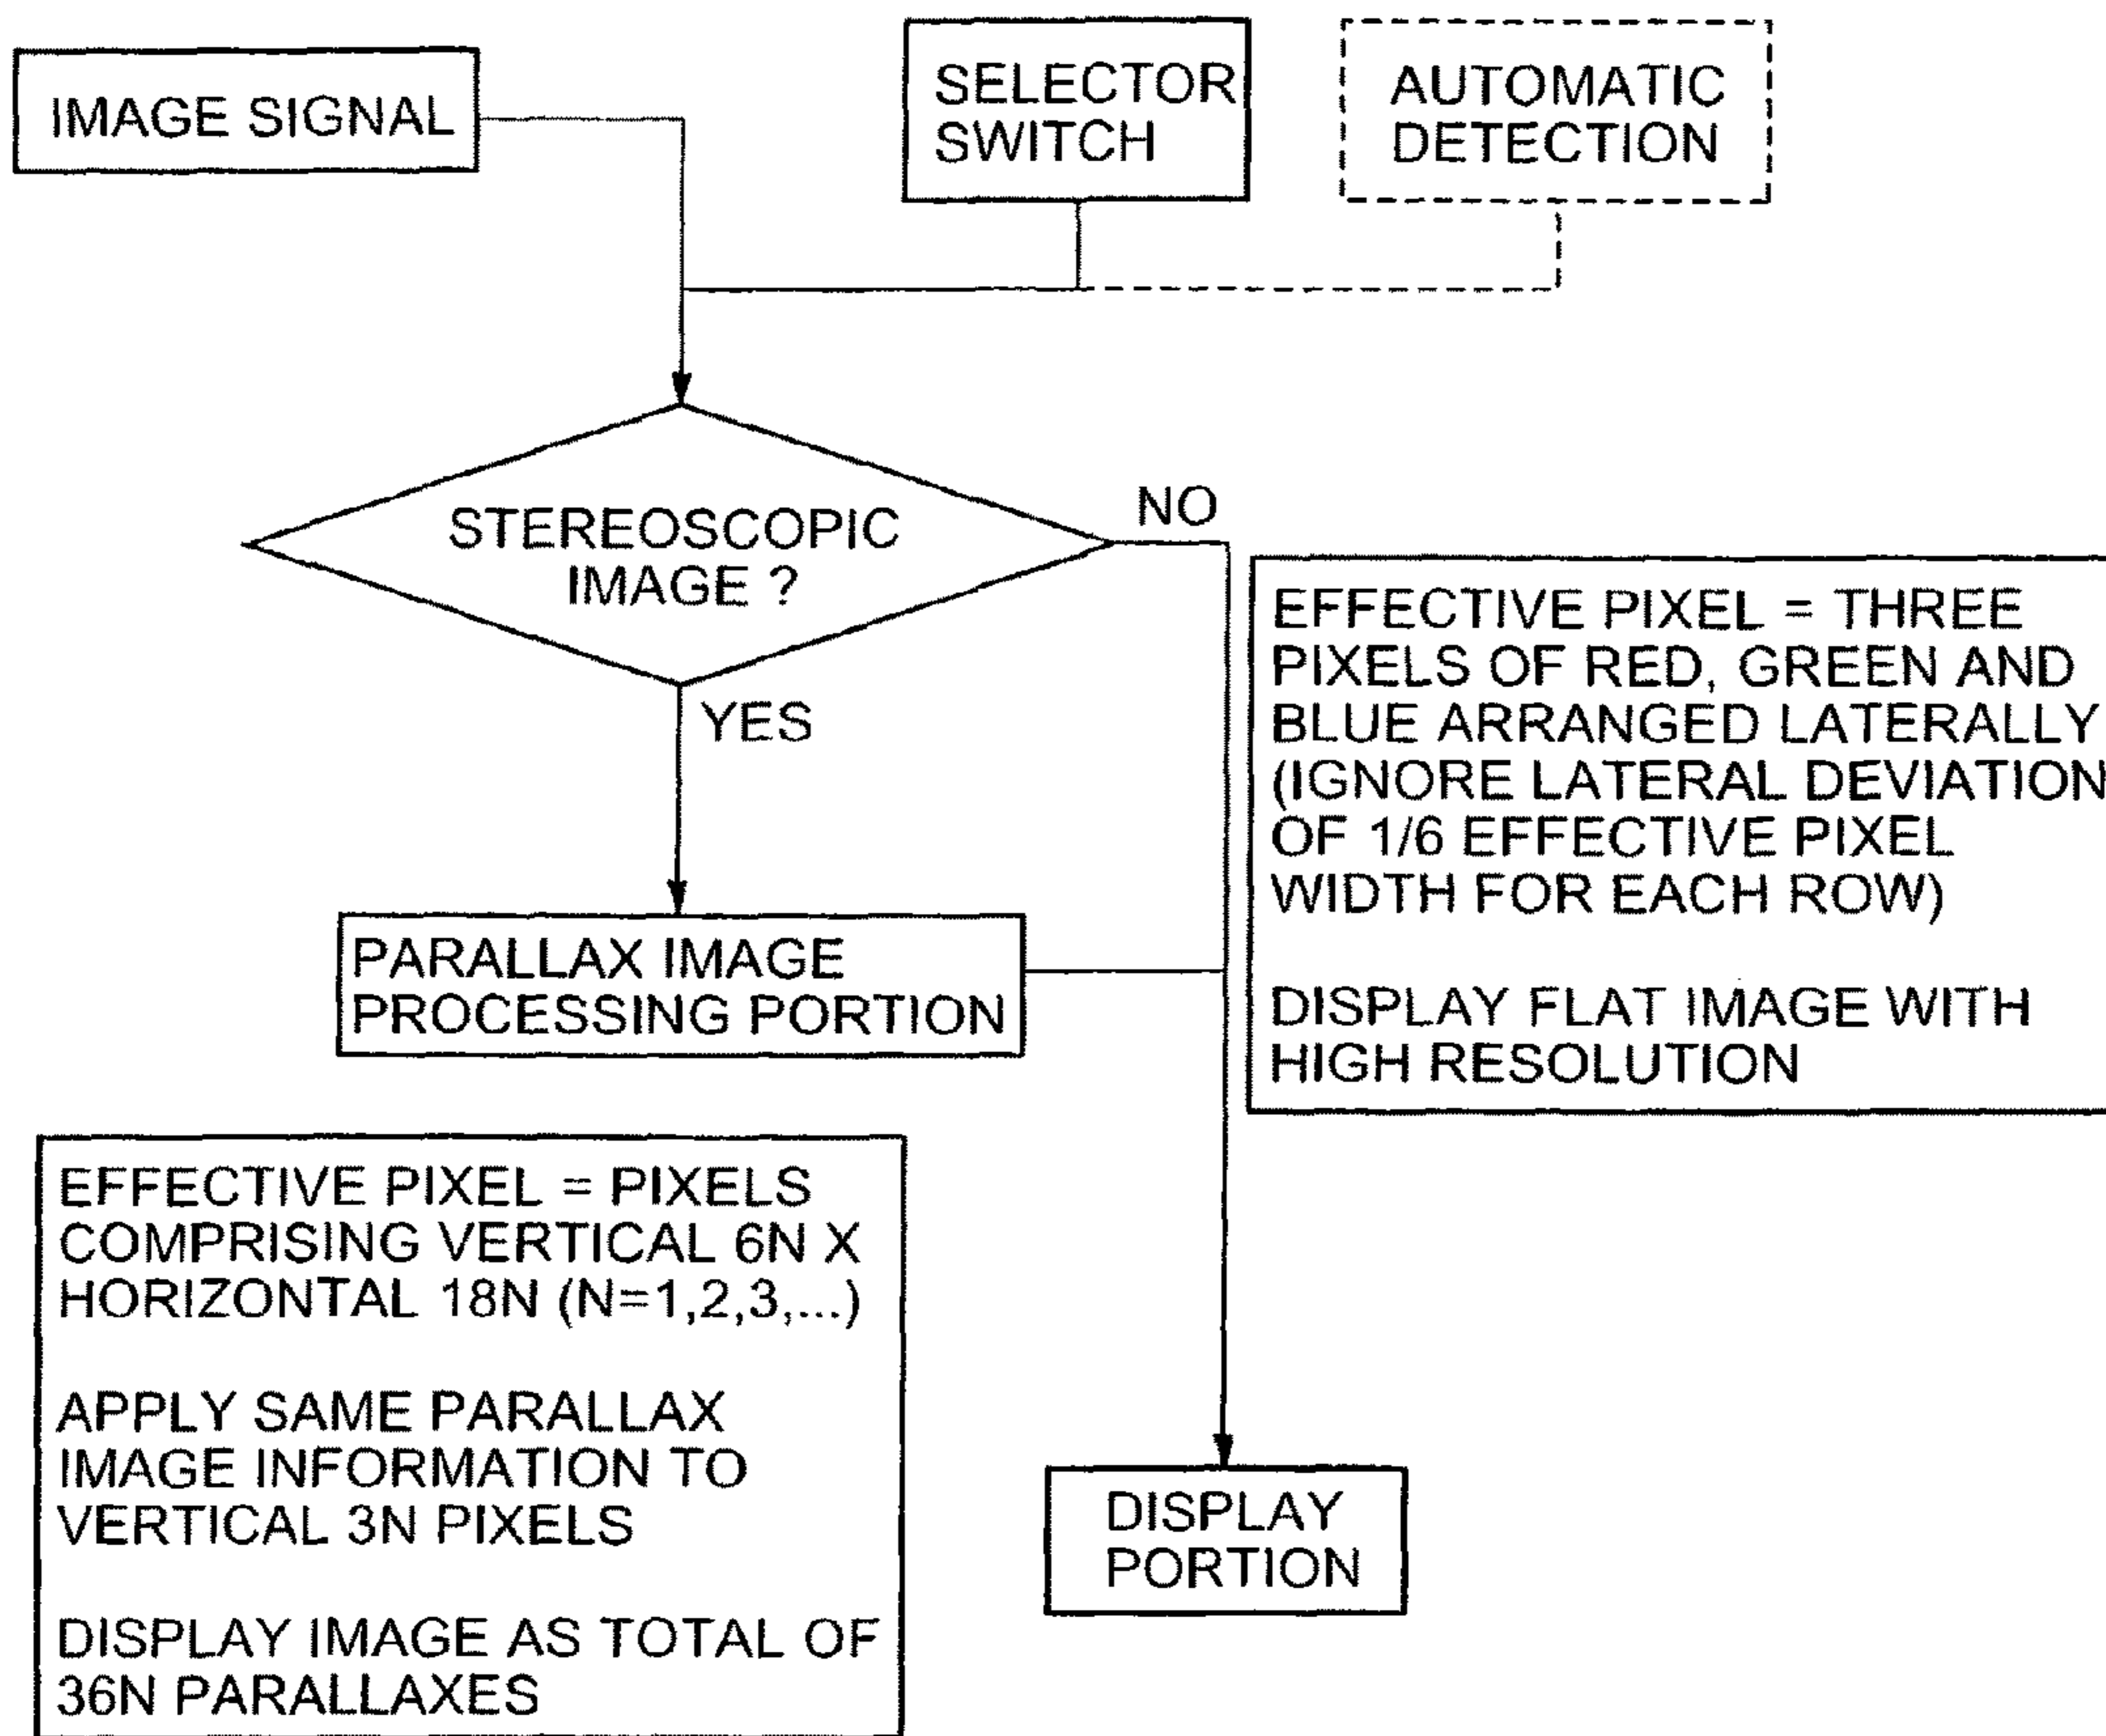 IMAGE SIGNAL
SELECTOR
SWITCH
AUTOMATIC
DETECTION
STEREOSCOPIC
IMAGE ?
NO
YES
EFFECTIVE PIXEL = THREE
PIXELS OF RED, GREEN AND
BLUE ARRANGED LATERALLY
(IGNORE LATERAL DEVIATION
OF 1/6 EFFECTIVE PIXEL
WIDTH FOR EACH ROW)
DISPLAY FLAT IMAGE WITH
HIGH RESOLUTION
PARALLAX IMAGE
PROCESSING PORTION
EFFECTIVE PIXEL = PIXELS
COMPRISING VERTICAL 6N X
HORIZONTAL 18N (N=1,2,3,...)
APPLY SAME PARALLAX
IMAGE INFORMATION TO
VERTICAL 3N PIXELS
DISPLAY IMAGE AS TOTAL OF
36N PARALLAXES
DISPLAY
PORTION